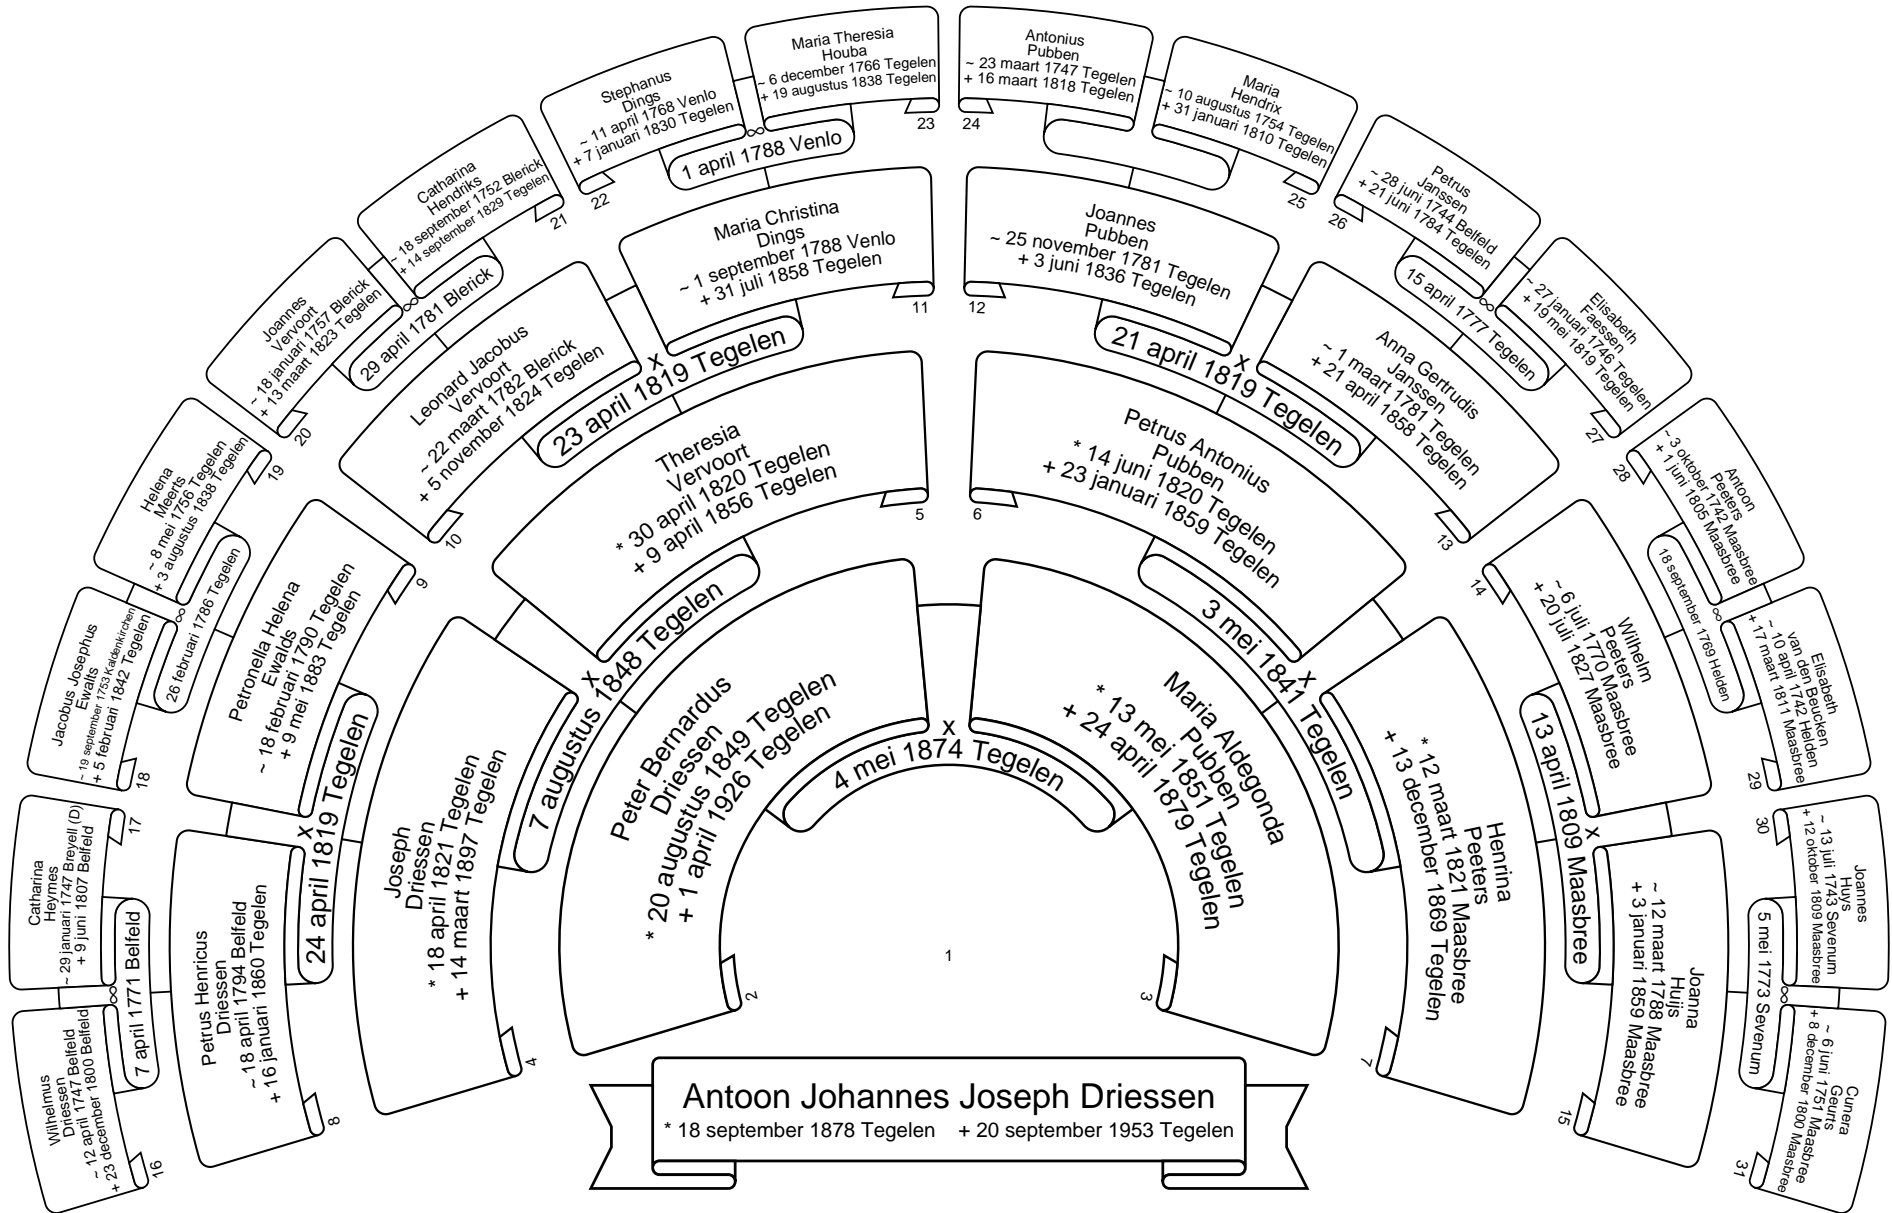 Antoon Johannes Joseph Driessen
* 18 september 1878 Tegelen + 20 september 1953 Tegelen
1
Peter Bernardus
Driessen
* 20 augustus 1849 Tegelen
+ 1 april 1926 Tegelen
2
x
4 mei 1874 Tegelen
Maria Aldegonda
Pubben
* 13 mei 1851 Tegelen
+ 24 april 1879 Tegelen
3
Joseph
Driessen
* 18 april 1821 Tegelen
+ 14 maart 1897 Tegelen
4
x
7 augustus 1848 Tegelen
Theresia
Vervoort
* 30 april 1820 Tegelen
+ 9 april 1856 Tegelen
5
Petrus Antonius
Pubben
* 14 juni 1820 Tegelen
+ 23 januari 1859 Tegelen
6
x
3 mei 1841 Tegelen
Henrina
Peeters
* 12 maart 1821 Maasbree
+ 13 december 1869 Tegelen
7
Petrus Henricus
Driessen
~ 18 april 1794 Belfeld
+ 16 januari 1860 Tegelen
8
x
24 april 1819 Tegelen
Petronella Helena
Ewalds
~ 18 februari 1790 Tegelen
+ 9 mei 1883 Tegelen
9
Leonard Jacobus
Vervoort
~ 22 maart 1782 Blerick
+ 5 november 1824 Tegelen
10
x
23 april 1819 Tegelen
Maria Christina
Dings
~ 1 september 1788 Venlo
+ 31 juli 1858 Tegelen
11
Joannes
Pubben
~ 25 november 1781 Tegelen
+ 3 juni 1836 Tegelen
12
x
21 april 1819 Tegelen
Anna Gertrudis
Janssen
~ 1 maart 1781 Tegelen
+ 21 april 1858 Tegelen
13
Wilhelm
Peeters
~ 6 juli 1770 Maasbree
+ 20 juli 1827 Maasbree
14
x
13 april 1809 Maasbree
Joanna
Huijs
~ 12 maart 1788 Maasbree
+ 3 januari 1859 Maasbree
15
Wilhelmus
Driessen
~ 12 april 1747 Belfeld
+ 23 december 1800 Belfeld
16
∞
7 april 1771 Belfeld
Catharina
Heymes
~ 29 januari 1747 Breyell (D)
+ 9 juni 1807 Belfeld
17
Jacobus Josephus
Ewalts
~ 19 september 1753 Kaldenkirchen
+ 5 februari 1842 Tegelen
18
∞
26 februari 1786 Tegelen
Helena
Meerts
~ 8 mei 1756 Tegelen
+ 3 augustus 1838 Tegelen
19
Joannes
Vervoort
~ 18 januari 1757 Blerick
+ 13 maart 1823 Tegelen
20
∞
29 april 1781 Blerick
Catharina
Hendriks
~ 18 september 1752 Blerick
+ 14 september 1829 Tegelen
21
Stephanus
Dings
~ 11 april 1768 Venlo
+ 7 januari 1830 Tegelen
22
∞
1 april 1788 Venlo
Maria Theresia
Houba
~ 6 december 1766 Tegelen
+ 19 augustus 1838 Tegelen
23
Antonius
Pubben
~ 23 maart 1747 Tegelen
+ 16 maart 1818 Tegelen
24
Maria
Hendrix
~ 10 augustus 1754 Tegelen
+ 31 januari 1810 Tegelen
25
Petrus
Janssen
~ 28 juni 1744 Belfeld
+ 21 juni 1784 Tegelen
26
∞
15 april 1777 Tegelen
Elisabeth
Faessen
~ 27 januari 1746 Tegelen
+ 19 mei 1819 Tegelen
27
Antoon
Peeters
~ 3 oktober 1742 Maasbree
+ 1 juni 1805 Maasbree
28
∞
18 september 1769 Helden
Elisabeth
van den Beucken
~ 10 april 1742 Helden
+ 17 maart 1811 Maasbree
29
Joannes
Huys
~ 13 juli 1743 Sevenum
+ 12 oktober 1809 Maasbree
30
∞
5 mei 1773 Sevenum
Cunera
Geurts
~ 6 juni 1751 Maasbree
+ 8 december 1800 Maasbree
31